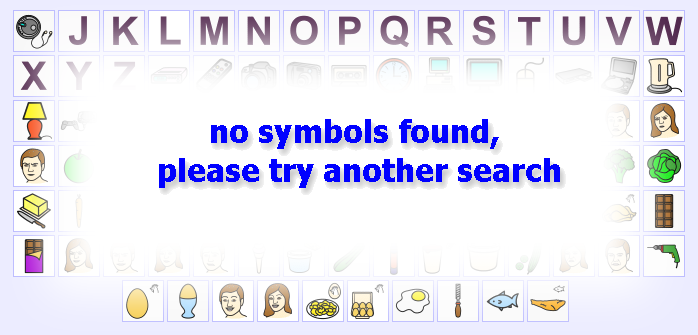 J K L M N O P Q R S T U V W
X Y Z
no symbols found,
please try another search